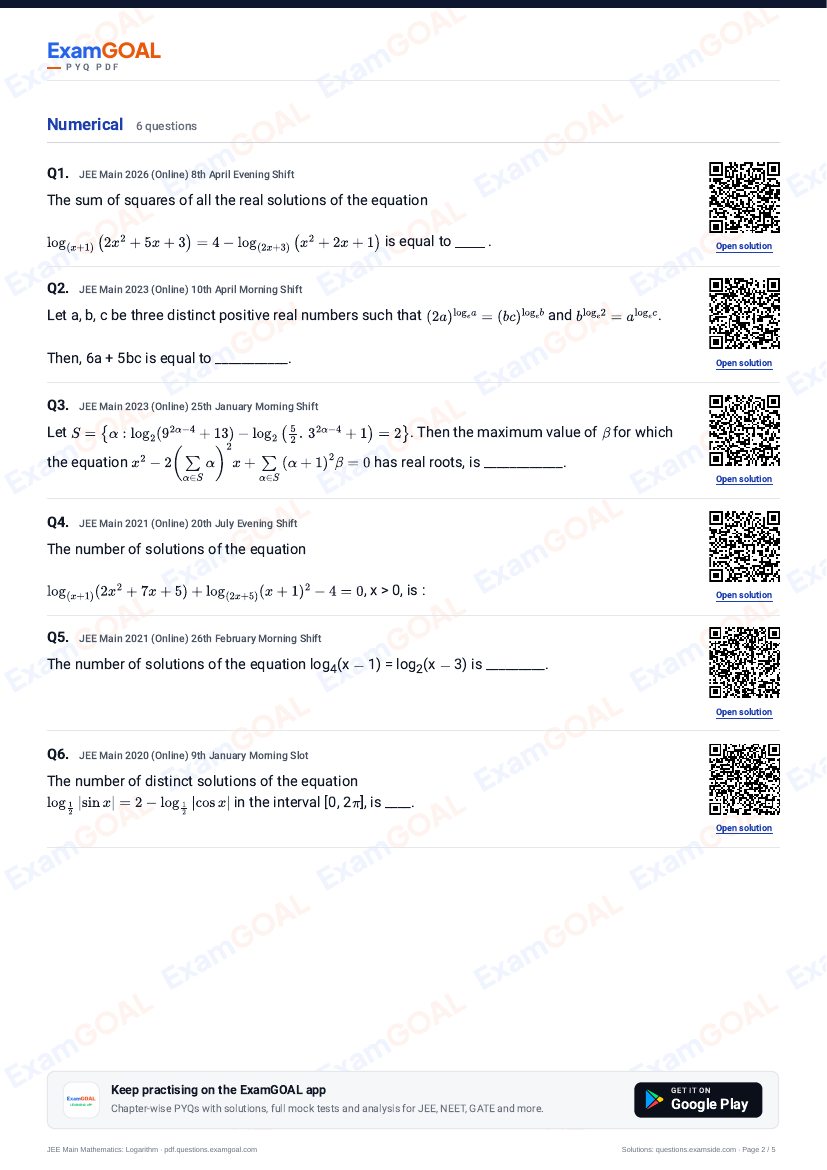 ExamGOAL
PYQ PDF
Numerical 6 questions
Q1. JEE Main 2026 (Online) 8th April Evening Shift
The sum of squares of all the real solutions of the equation
log₍ₓ₊₁₎ (2x² + 5x + 3) = 4 − log₍₂ₓ₊₃₎ (x² + 2x + 1) is equal to ____ .
Open solution
Q2. JEE Main 2023 (Online) 10th April Morning Shift
Let a, b, c be three distinct positive real numbers such that (2a)^{log_e a} = (bc)^{log_e b} and b^{log_e 2} = a^{log_e c}.
Then, 6a + 5bc is equal to ___________.
Open solution
Q3. JEE Main 2023 (Online) 25th January Morning Shift
Let S = {α : log₂(9^{2α−4} + 13) − log₂ (5/2 . 3^{2α−4} + 1) = 2}. Then the maximum value of β for which
the equation x² − 2(∑_{α∈S} α)² x + ∑_{α∈S} (α + 1)²β = 0 has real roots, is ____________.
Open solution
Q4. JEE Main 2021 (Online) 20th July Evening Shift
The number of solutions of the equation
log₍ₓ₊₁₎(2x² + 7x + 5) + log₍₂ₓ₊₅₎(x + 1)² − 4 = 0, x > 0, is :
Open solution
Q5. JEE Main 2021 (Online) 26th February Morning Shift
The number of solutions of the equation log₄(x − 1) = log₂(x − 3) is _________.
Open solution
Q6. JEE Main 2020 (Online) 9th January Morning Slot
The number of distinct solutions of the equation
log_{1/2} |sin x| = 2 − log_{1/2} |cos x| in the interval [0, 2π], is ____.
Open solution
Keep practising on the ExamGOAL app
Chapter-wise PYQs with solutions, full mock tests and analysis for JEE, NEET, GATE and more.
GET IT ON
Google Play
JEE Main Mathematics: Logarithm · pdf.questions.examgoal.com
Solutions: questions.examside.com · Page 2 / 5